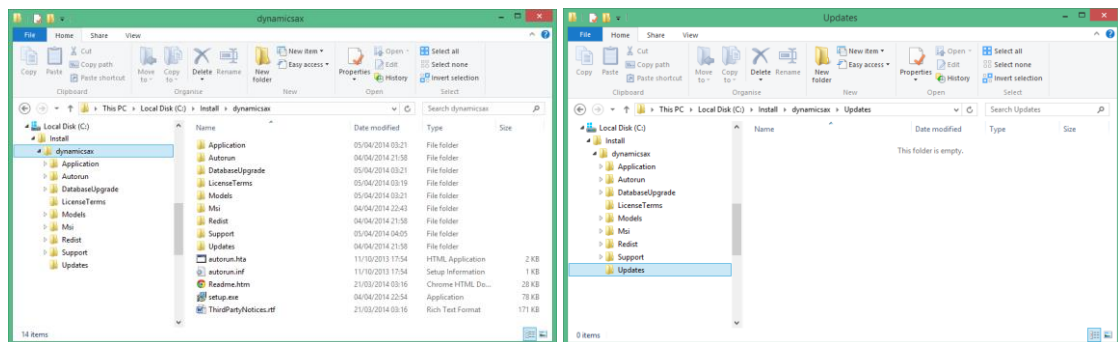 dynamicsax
File Home Share View
Copy
Paste
Cut
Copy path
Paste shortcut
Move to
Copy to
Delete
Rename
New folder
New item
Easy access
Properties
Open
Edit
History
Select all
Select none
Invert selection
Clipboard Organise New Open Select
This PC Local Disk (C:) Install dynamicsax
Search dynamicsax
Local Disk (C:)
Install
dynamicsax
Application
Autorun
DatabaseUpgrade
LicenseTerms
Models
Msi
Redist
Support
Updates
Name Date modified Type Size
Application 05/04/2014 03:21 File folder
Autorun 04/04/2014 21:58 File folder
DatabaseUpgrade 05/04/2014 03:21 File folder
LicenseTerms 05/04/2014 03:19 File folder
Models 05/04/2014 03:21 File folder
Msi 04/04/2014 22:43 File folder
Redist 04/04/2014 21:58 File folder
Support 05/04/2014 04:05 File folder
Updates 04/04/2014 21:58 File folder
autorun.hta 11/10/2013 17:54 HTML Application 2 KB
autorun.inf 11/10/2013 17:54 Setup Information 1 KB
Readme.htm 21/03/2014 03:16 Chrome HTML Do... 28 KB
setup.exe 04/04/2014 22:54 Application 78 KB
ThirdPartyNotices.rtf 21/03/2014 03:16 Rich Text Format 171 KB
14 items
Updates
File Home Share View
Copy
Paste
Cut
Copy path
Paste shortcut
Move to
Copy to
Delete
Rename
New folder
New item
Easy access
Properties
Open
Edit
History
Select all
Select none
Invert selection
Clipboard Organise New Open Select
This PC Local Disk (C:) Install dynamicsax Updates
Search Updates
Local Disk (C:)
Install
dynamicsax
Application
Autorun
DatabaseUpgrade
LicenseTerms
Models
Msi
Redist
Support
Updates
Name Date modified Type Size
This folder is empty.
0 items